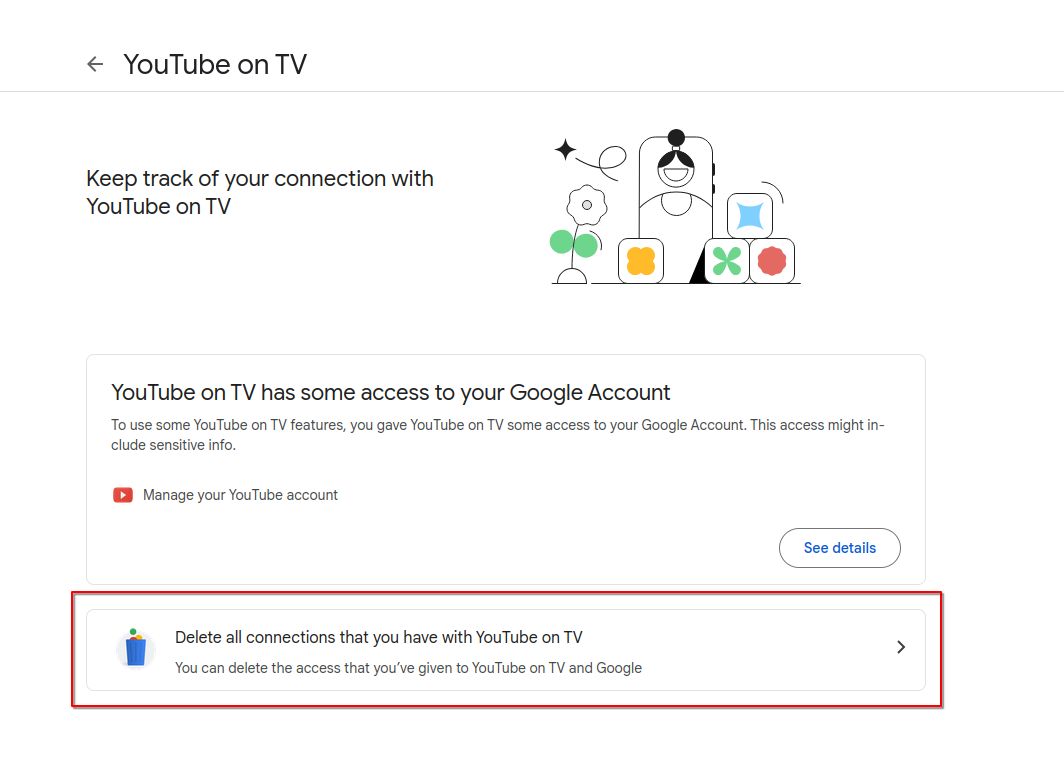 YouTube on TV
Keep track of your connection with
YouTube on TV
YouTube on TV has some access to your Google Account
To use some YouTube on TV features, you gave YouTube on TV some access to your Google Account. This access might in-
clude sensitive info.
Manage your YouTube account
See details
Delete all connections that you have with YouTube on TV
You can delete the access that you’ve given to YouTube on TV and Google